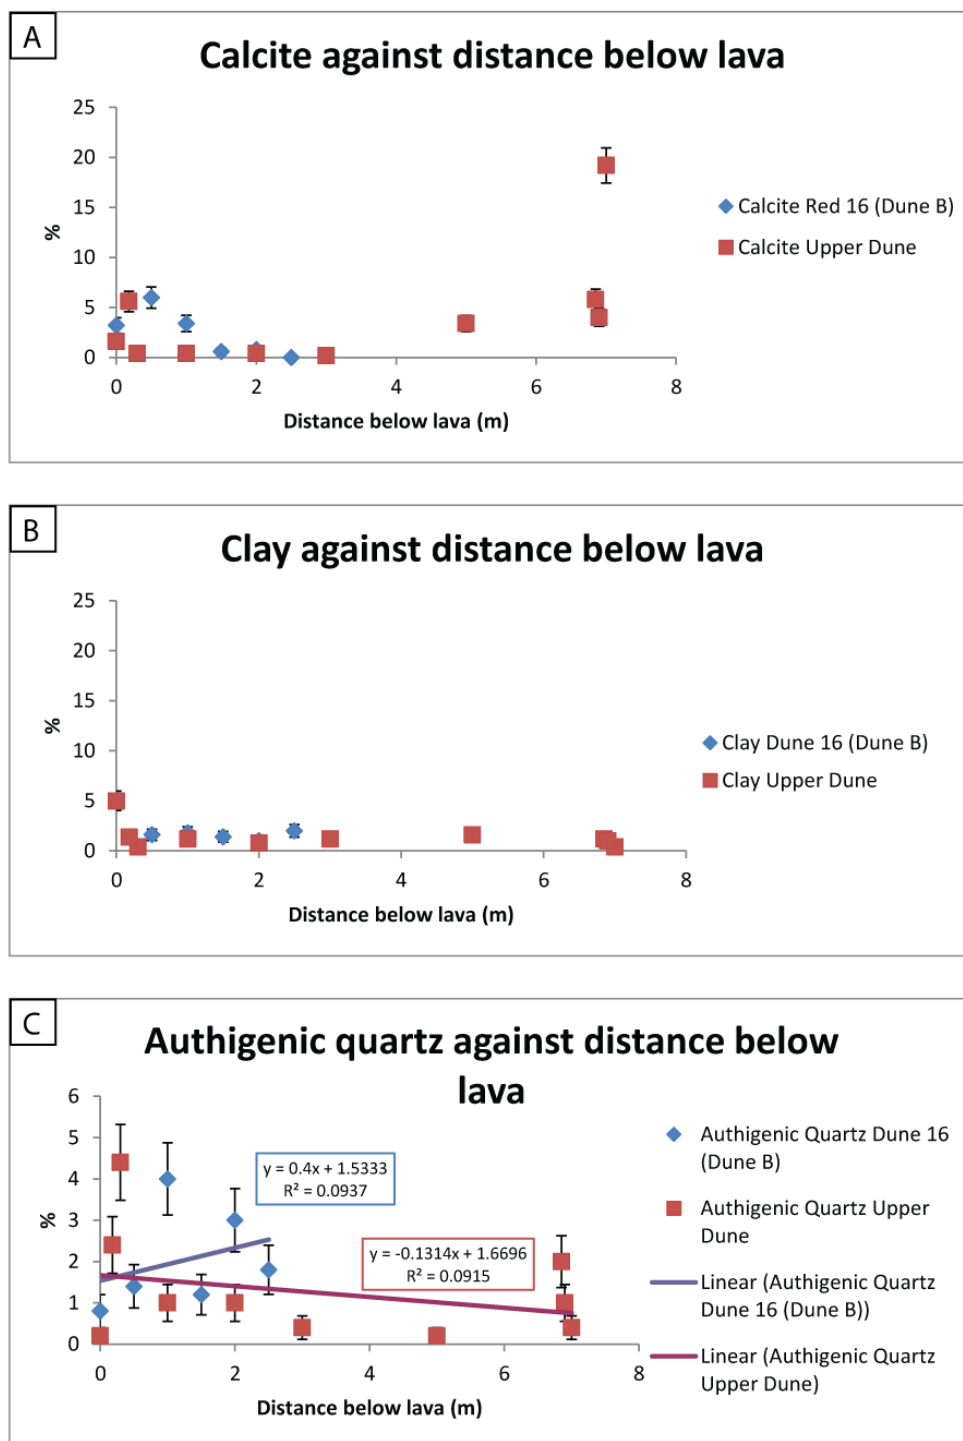 A
Calcite against distance below lava
25
20
15
10
5
0
%
0 2 4 6 8
Distance below lava (m)
Calcite Red 16 (Dune B)
Calcite Upper Dune
B
Clay against distance below lava
25
20
15
10
5
0
%
0 2 4 6 8
Distance below lava (m)
Clay Dune 16 (Dune B)
Clay Upper Dune
C
Authigenic quartz against distance below
lava
6
5
4
3
2
1
0
%
0 2 4 6 8
Distance below lava (m)
y = 0.4x + 1.5333
R² = 0.0937
y = -0.1314x + 1.6696
R² = 0.0915
Authigenic Quartz Dune 16
(Dune B)
Authigenic Quartz Upper
Dune
Linear (Authigenic Quartz
Dune 16 (Dune B))
Linear (Authigenic Quartz
Upper Dune)